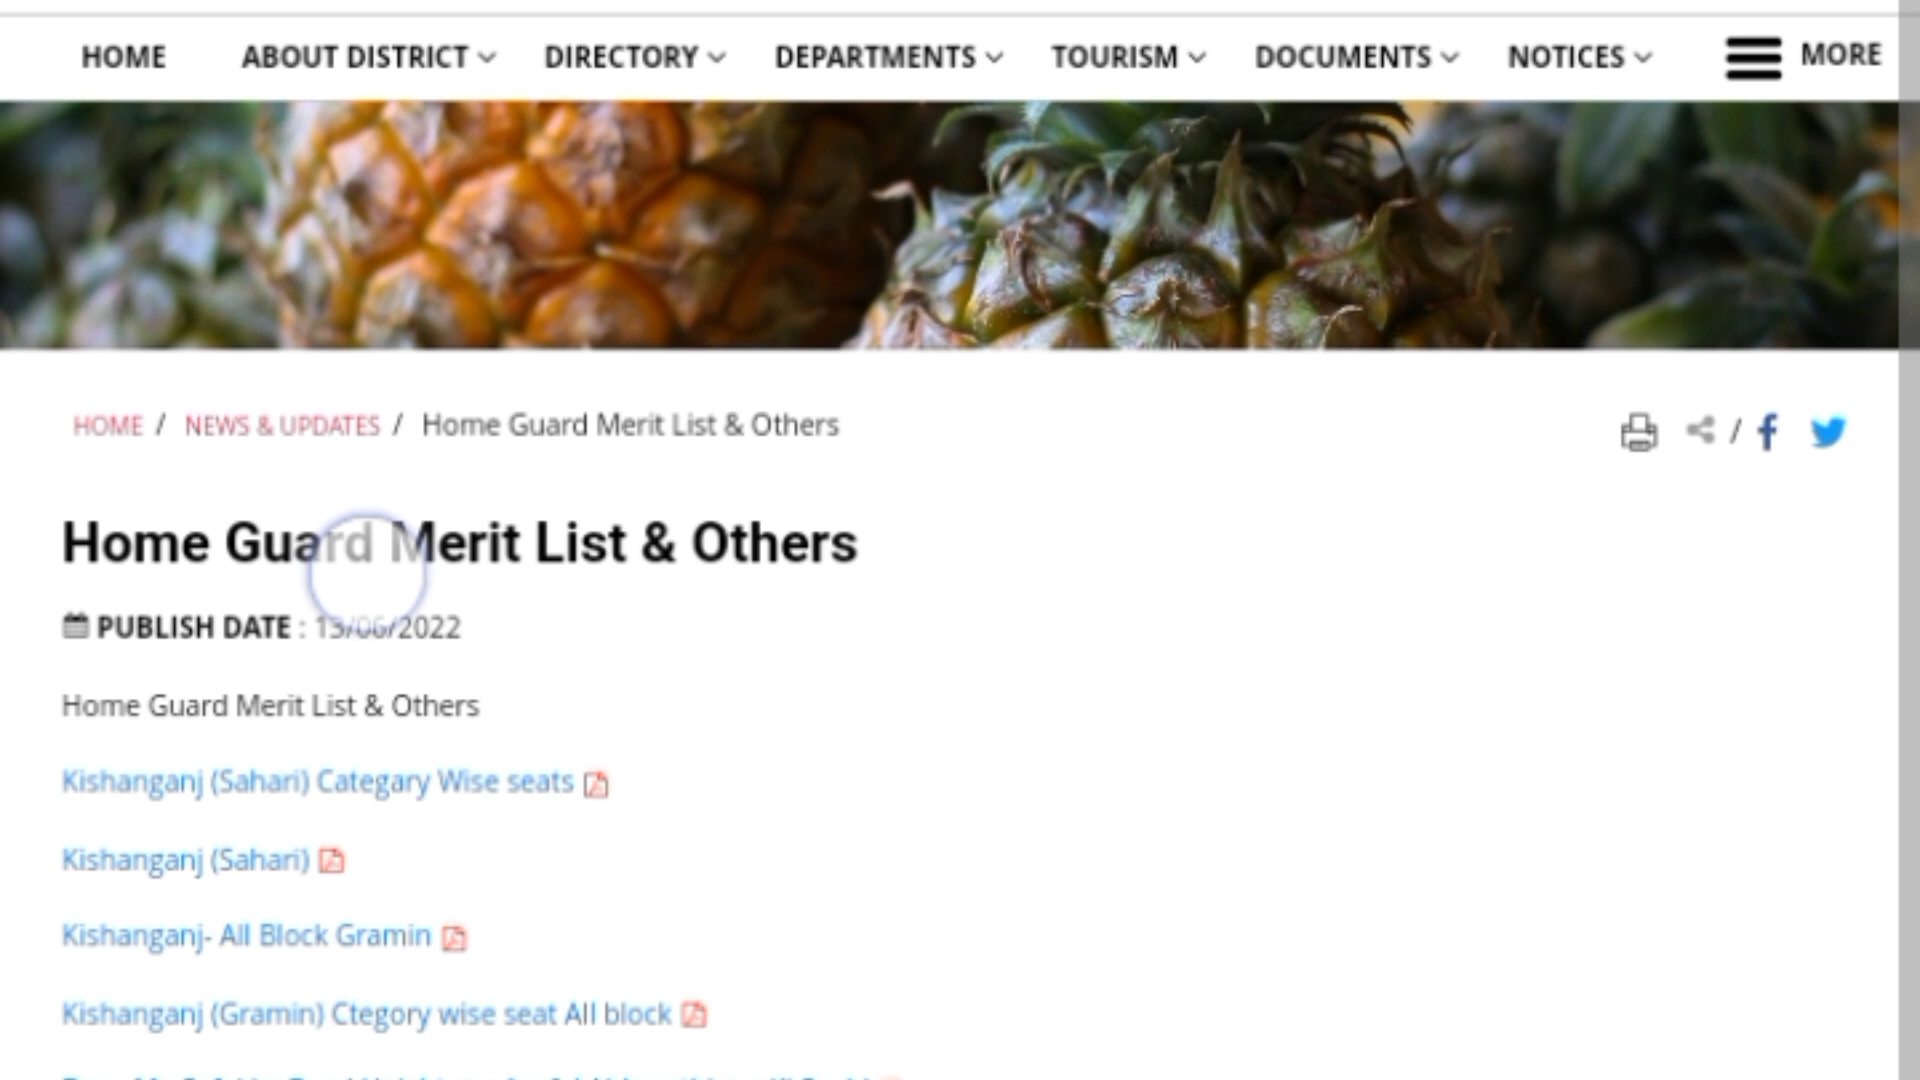 HOME ABOUT DISTRICT DIRECTORY DEPARTMENTS TOURISM DOCUMENTS NOTICES MORE
HOME / NEWS & UPDATES / Home Guard Merit List & Others /
Home Guard Merit List & Others
PUBLISH DATE : 13/06/2022
Home Guard Merit List & Others
Kishanganj (Sahari) Categary Wise seats
Kishanganj (Sahari)
Kishanganj- All Block Gramin
Kishanganj (Gramin) Ctegory wise seat All block